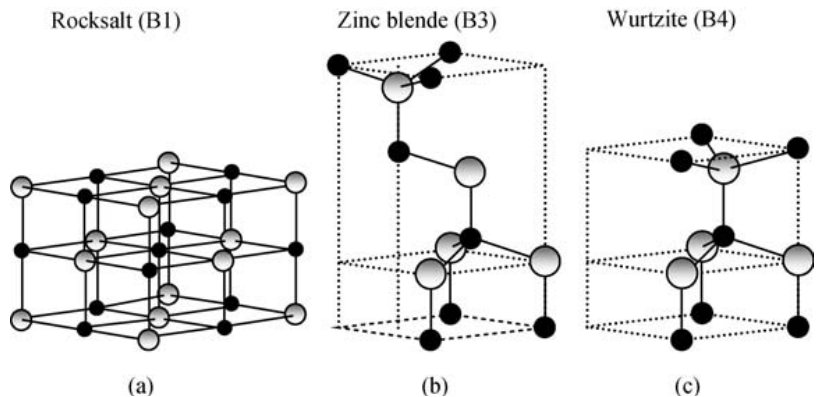 Rocksalt (B1)
Zinc blende (B3)
Wurtzite (B4)
(a)
(b)
(c)